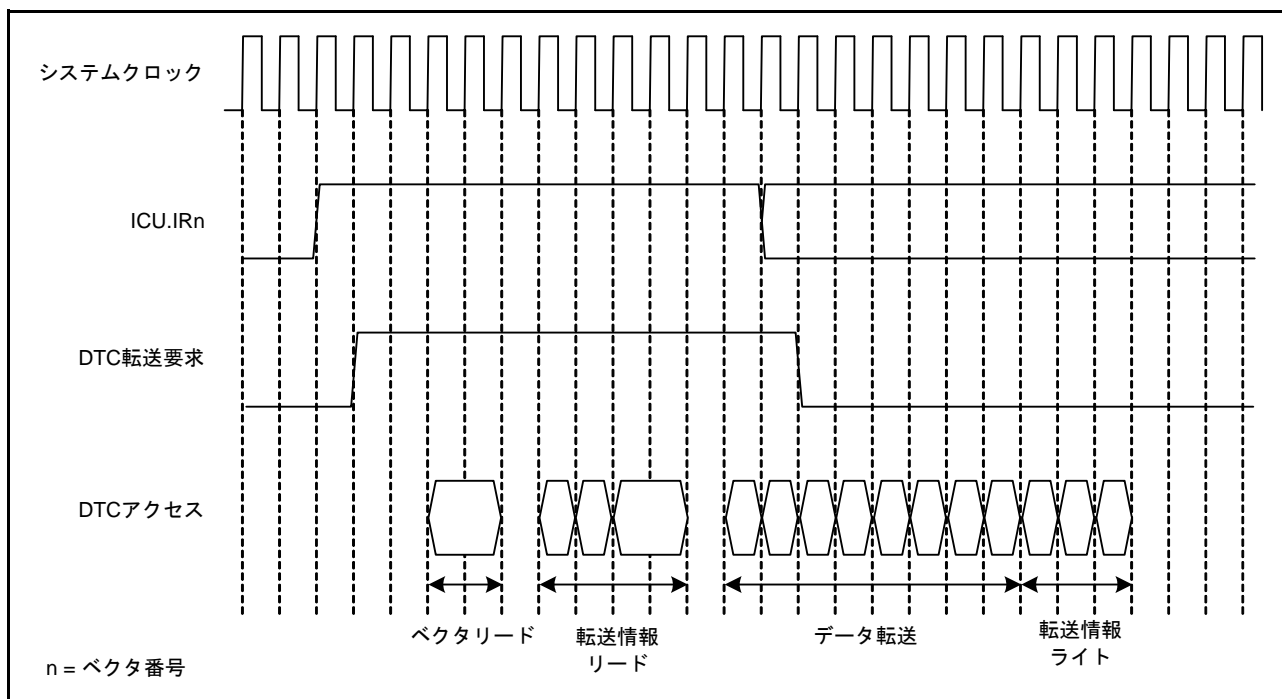 システムクロック
ICU.IRn
DTC転送要求
DTCアクセス
ベクタリード
転送情報
リード
データ転送
転送情報
ライト
n = ベクタ番号